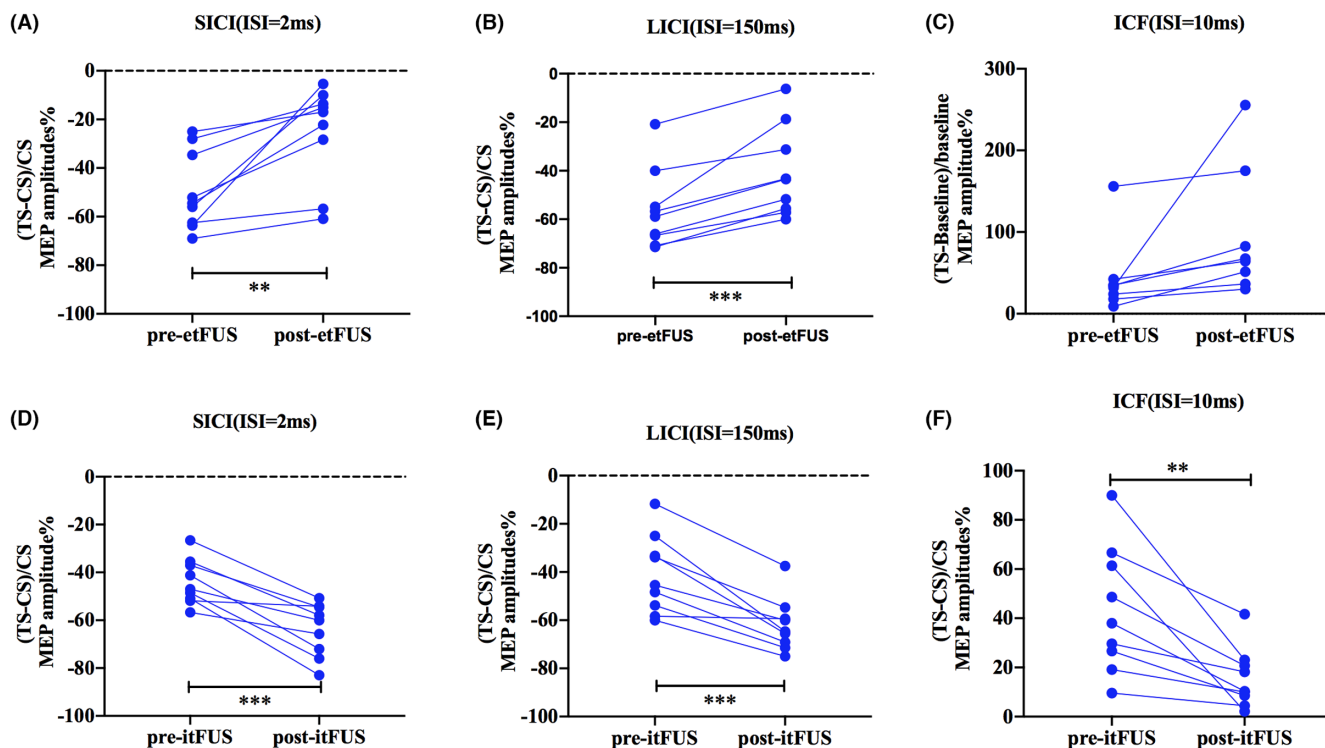 (A)
SICI(ISI=2ms)
(TS-CS)/CS
MEP amplitudes%
0
-20
-40
-60
-80
-100
**
pre-etFUS
post-etFUS
(B)
LICI(ISI=150ms)
(TS-CS)/CS
MEP amplitudes%
0
-20
-40
-60
-80
-100
***
pre-etFUS
post-etFUS
(C)
ICF(ISI=10ms)
(TS-Baseline)/baseline
MEP amplitude%
300
200
100
0
pre-etFUS
post-etFUS
(D)
SICI(ISI=2ms)
(TS-CS)/CS
MEP amplitude%
0
-20
-40
-60
-80
-100
***
pre-itFUS
post-itFUS
(E)
LICI(ISI=150ms)
(TS-CS)/CS
MEP amplitudes%
0
-20
-40
-60
-80
-100
***
pre-itFUS
post-itFUS
(F)
ICF(ISI=10ms)
(TS-CS)/CS
MEP amplitudes%
100
80
60
40
20
0
**
pre-itFUS
post-itFUS